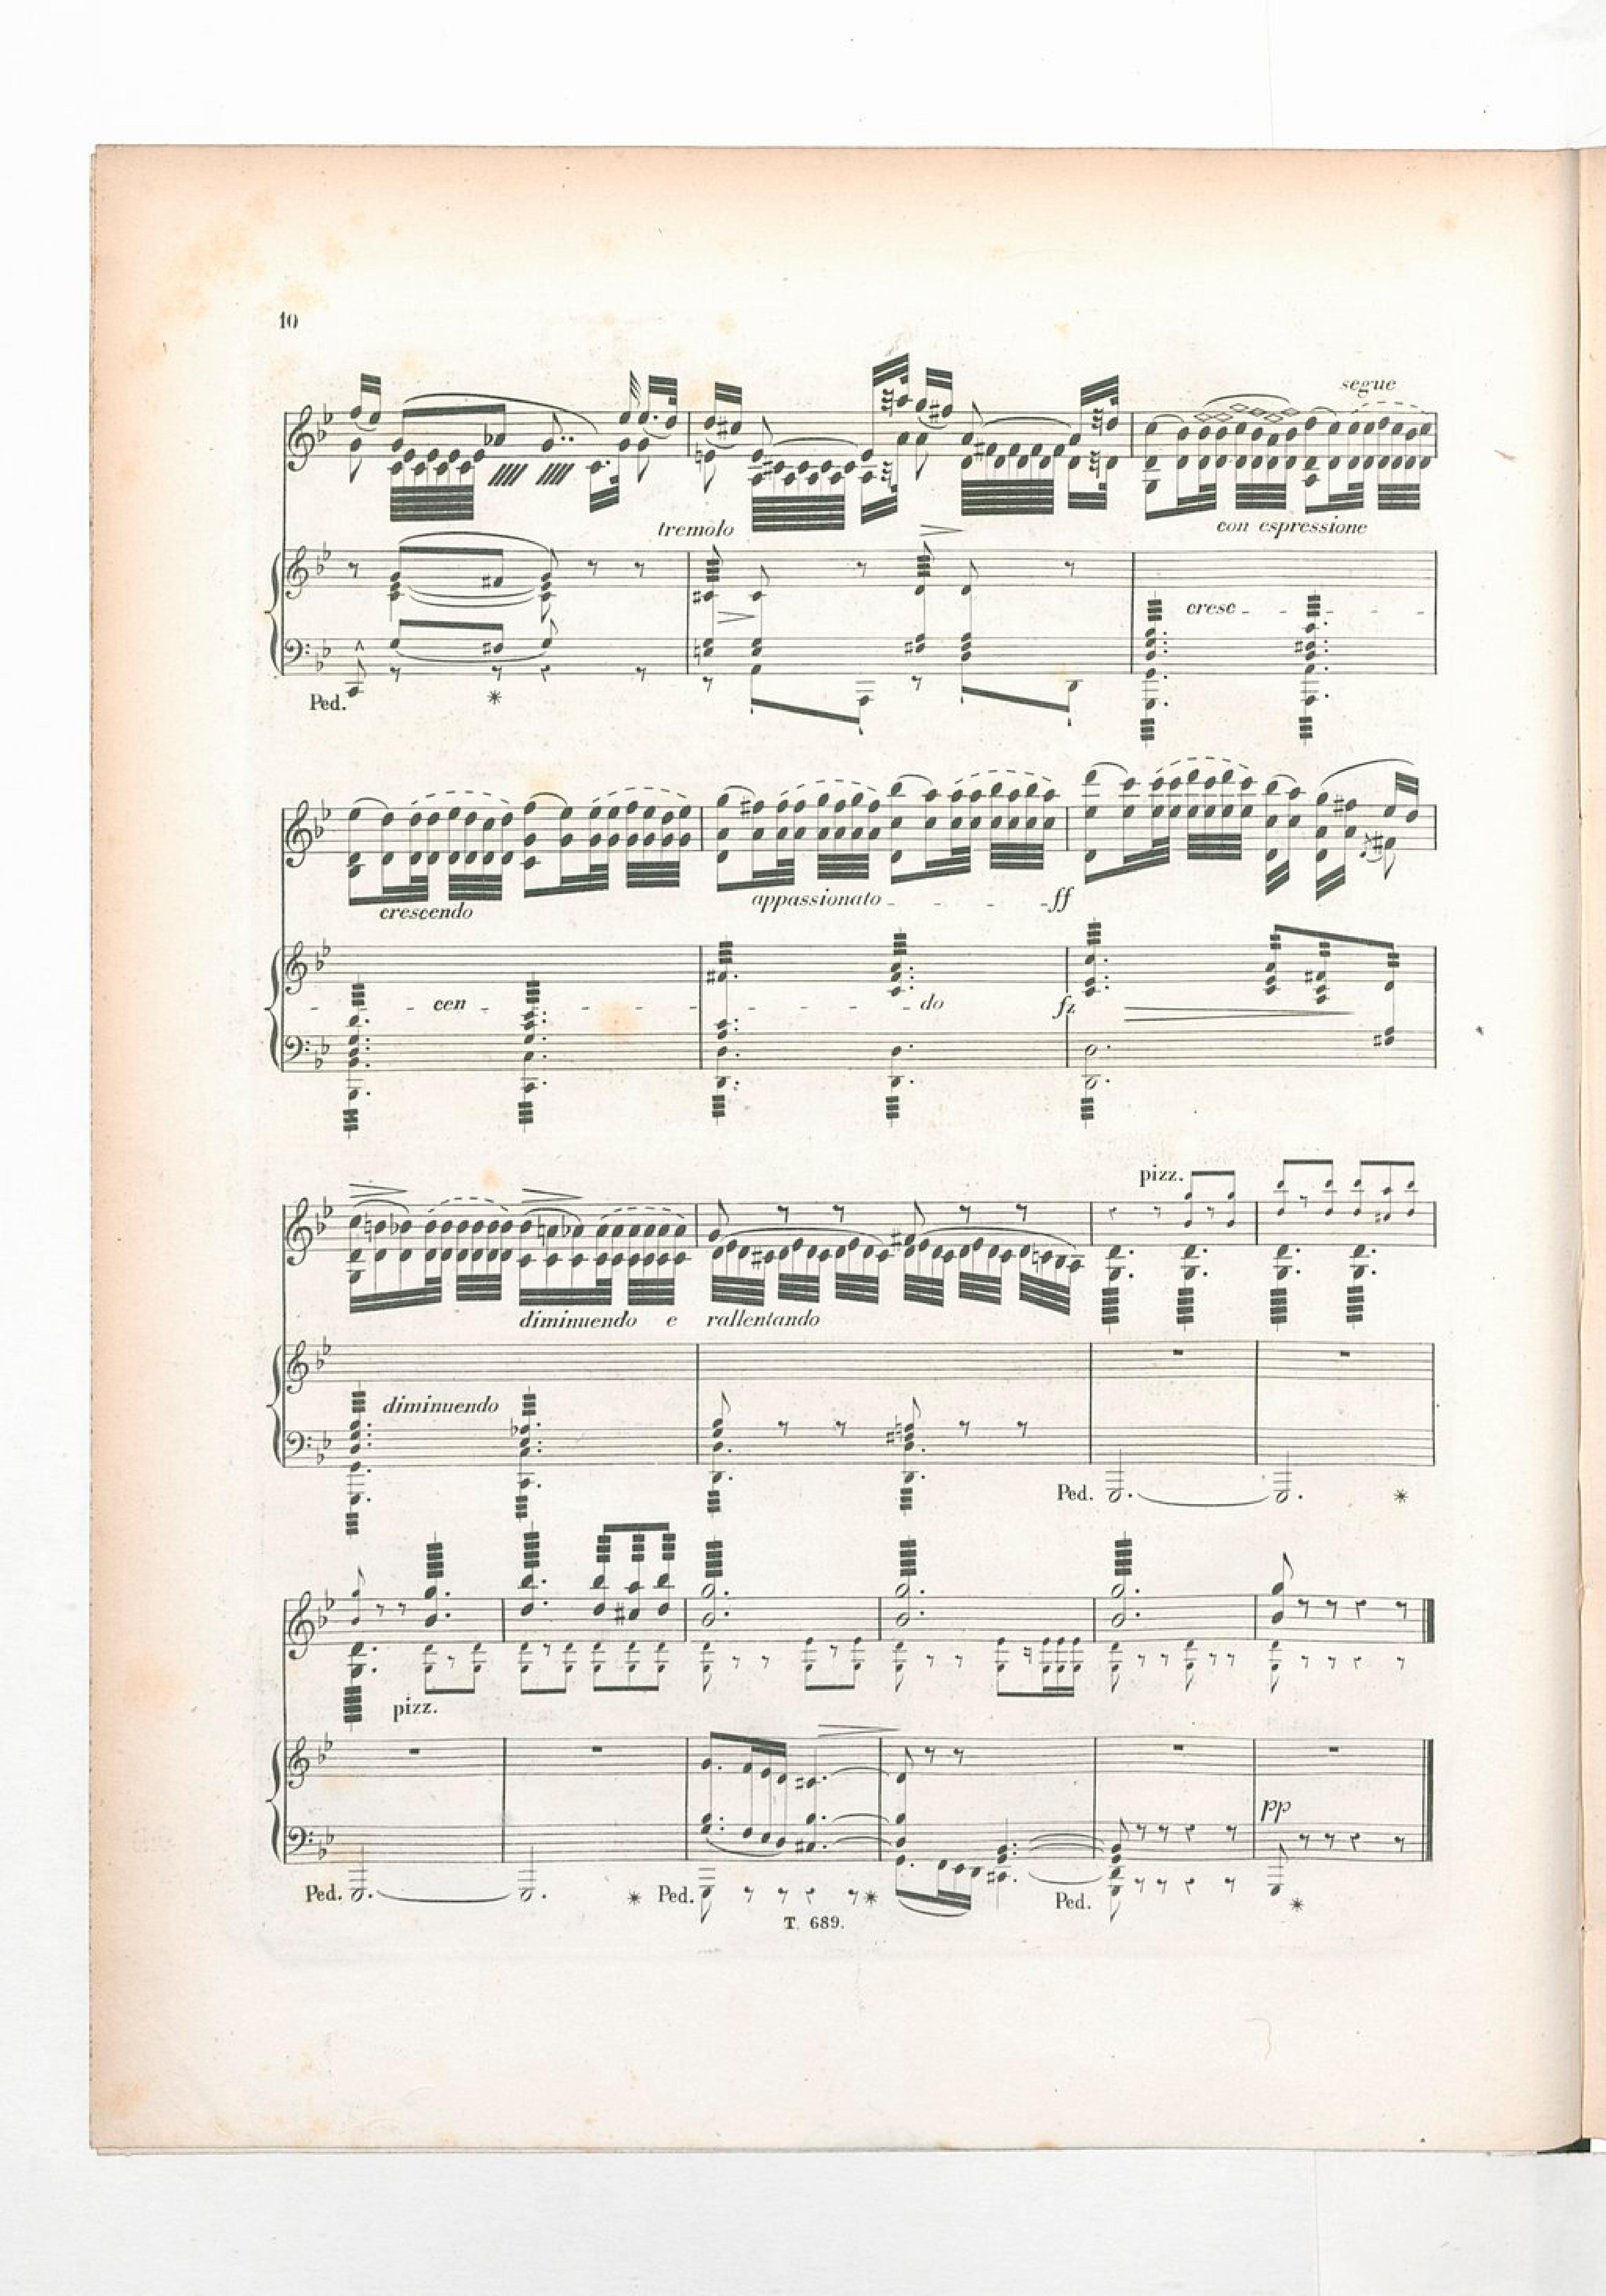 10
segue
tremolo
con espressione
cresc
Ped.
crescendo
appassionato
ff
cen
do
fz
pizz.
diminuendo e rallentando
diminuendo
Ped.
pizz.
pp
Ped.
Ped.
Ped.
T. 689.